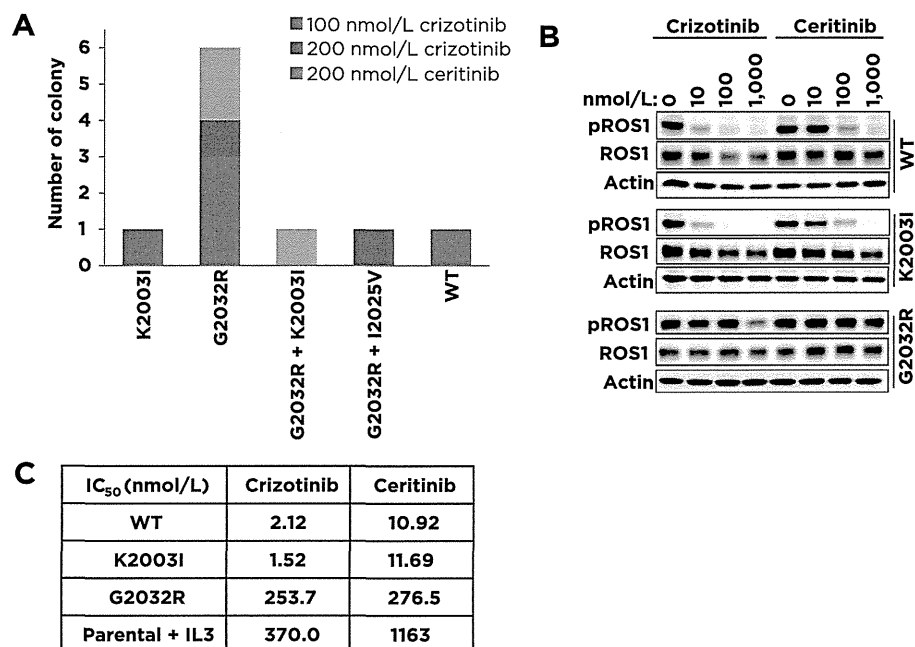 A
Number of colony
6
5
4
3
2
1
0
100 nmol/L crizotinib
200 nmol/L crizotinib
200 nmol/L ceritinib
K2003I
G2032R
G2032R + K2003I
G2032R + I2025V
WT
B
Crizotinib Ceritinib
nmol/L: 0 10 100 1,000 0 10 100 1,000
pROS1
ROS1
Actin
WT
pROS1
ROS1
Actin
K2003I
pROS1
ROS1
Actin
G2032R
C
IC50 (nmol/L) Crizotinib Ceritinib
WT 2.12 10.92
K2003I 1.52 11.69
G2032R 253.7 276.5
Parental + IL3 370.0 1163